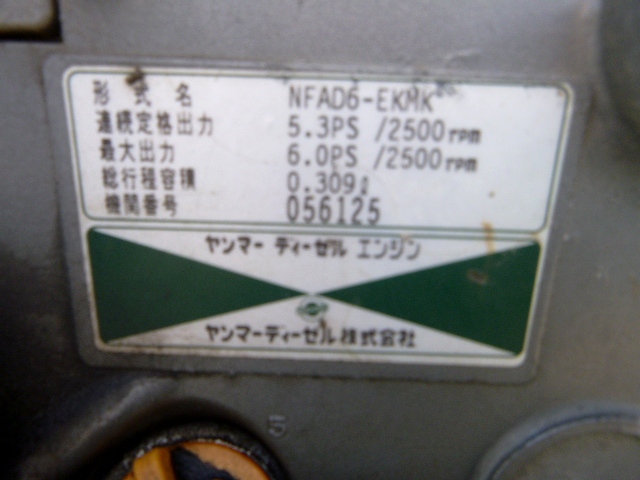 形式名 NFAD6-EKMK
連続定格出力 5.3PS /2500rpm
最大出力 6.0PS /2500rpm
総行程容積 0.309ℓ
機関番号 056125
ヤンマー ディーゼル エンジン
ヤンマーディーゼル株式会社
5